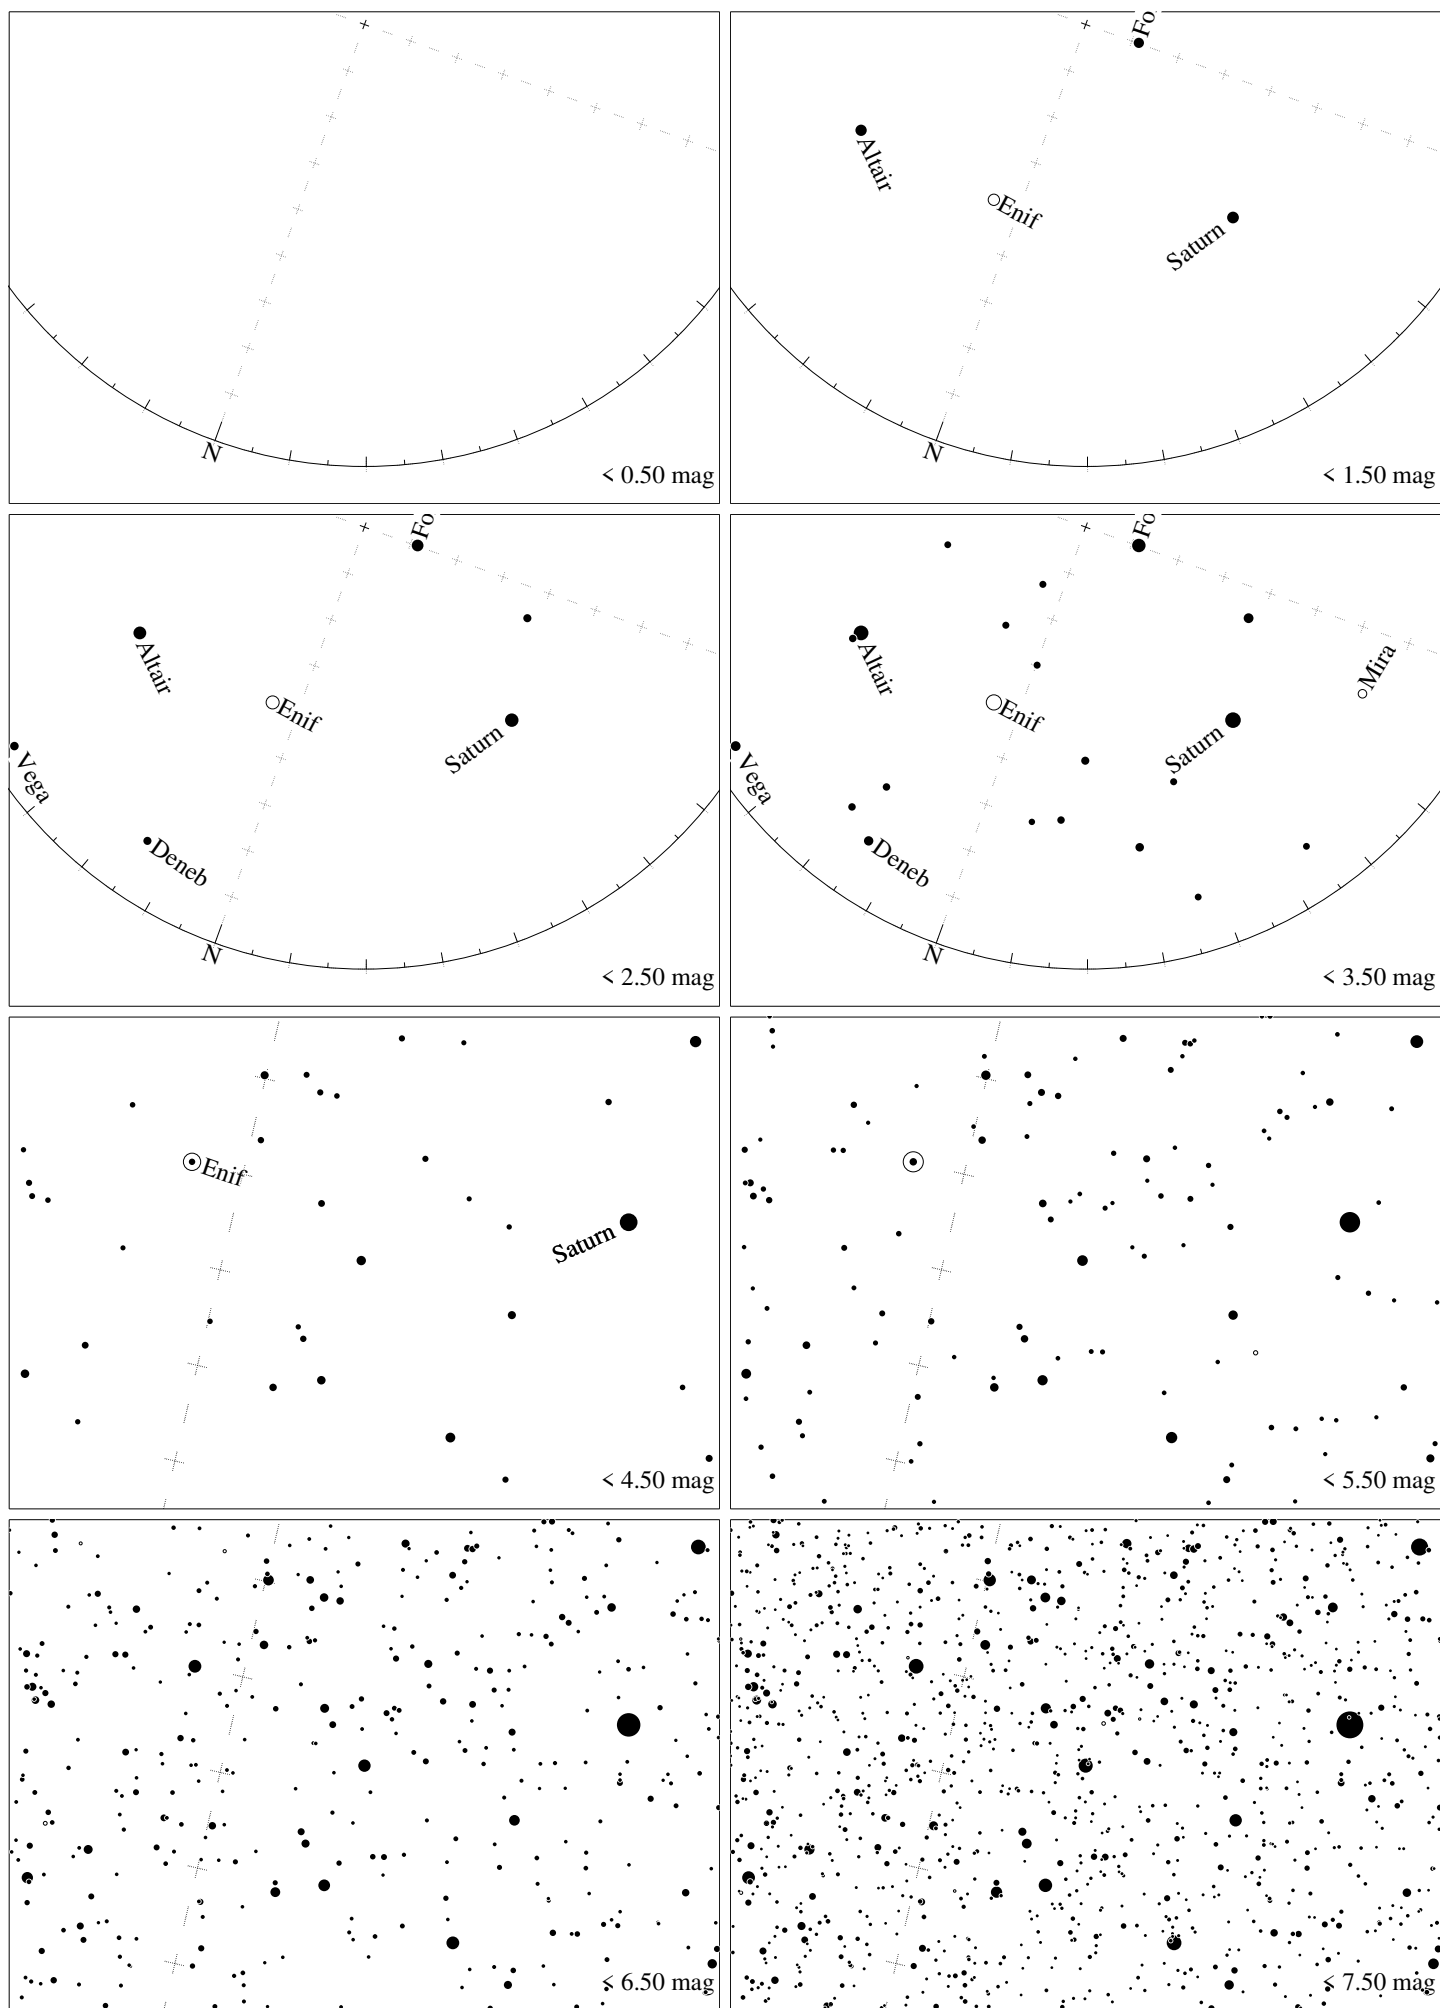 N
< 0.50 mag
Fo
Altair
Enif
Saturn
N
< 1.50 mag
Fo
Altair
Enif
Saturn
Vega
Deneb
N
< 2.50 mag
Fo
Altair
Mira
Enif
Saturn
Vega
Deneb
N
< 3.50 mag
Enif
Saturn
< 4.50 mag
< 5.50 mag
< 6.50 mag
< 7.50 mag